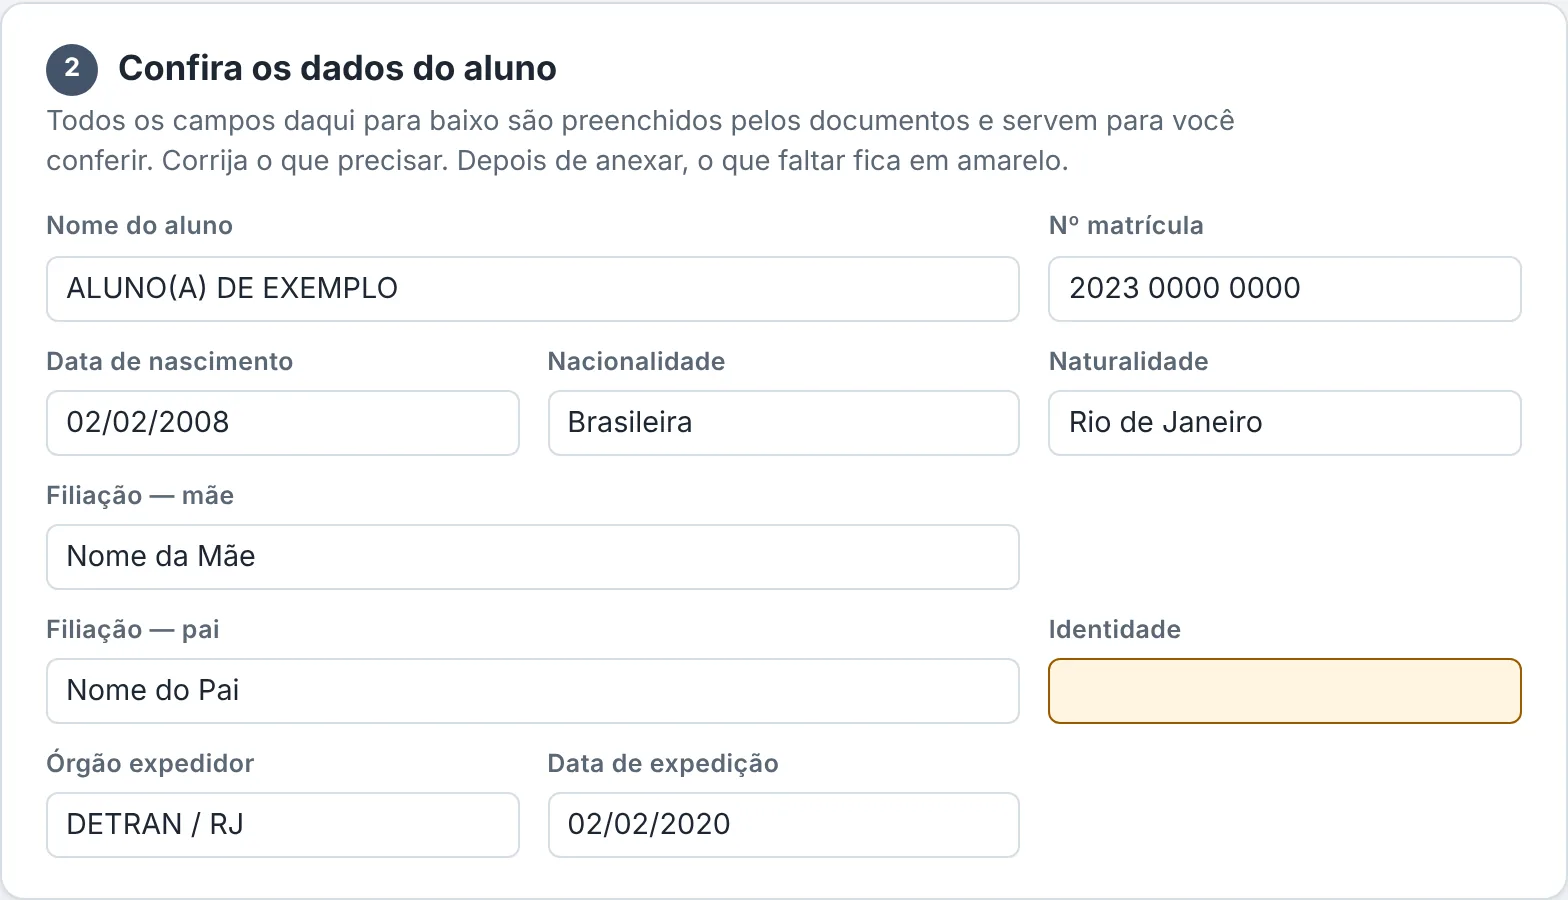 2
Confira os dados do aluno
Todos os campos daqui para baixo são preenchidos pelos documentos e servem para você
conferir. Corrija o que precisar. Depois de anexar, o que faltar fica em amarelo.
Nome do aluno
ALUNO(A) DE EXEMPLO
Nº matrícula
2023 0000 0000
Data de nascimento
02/02/2008
Nacionalidade
Brasileira
Naturalidade
Rio de Janeiro
Filiação — mãe
Nome da Mãe
Filiação — pai
Nome do Pai
Identidade
Órgão expedidor
DETRAN / RJ
Data de expedição
02/02/2020